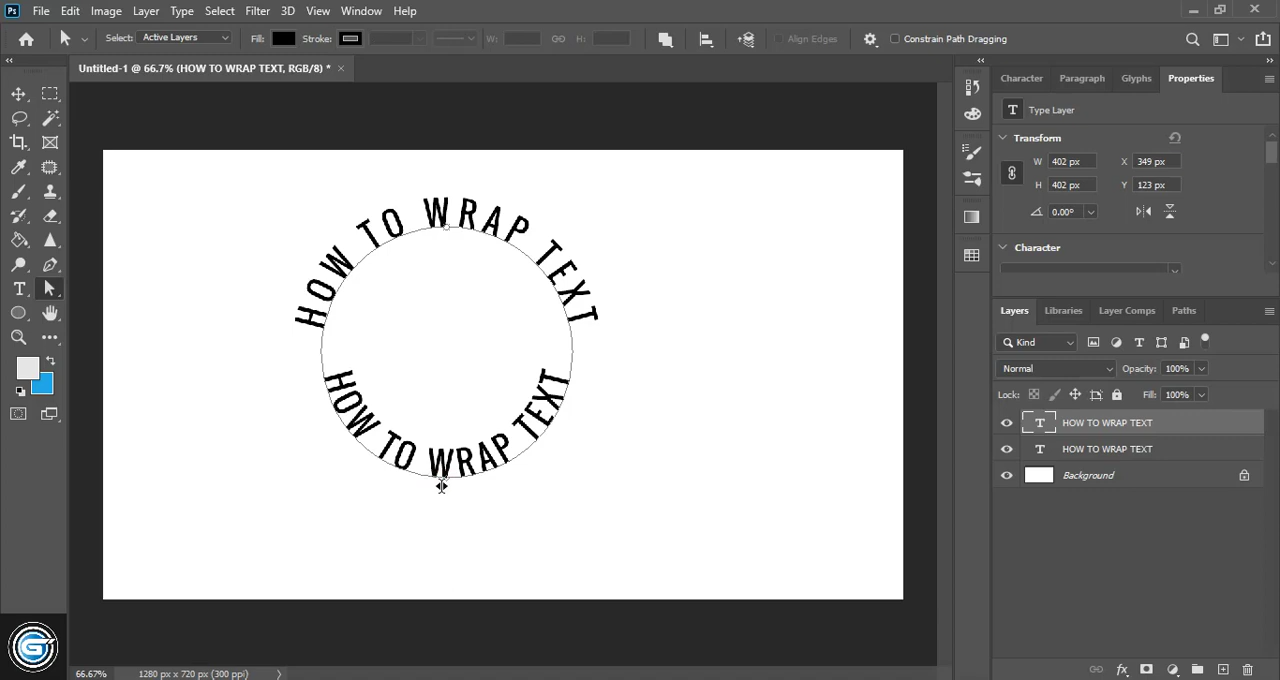 Ps File Edit Image Layer Type Select Filter 3D View Window Help
Select: Active Layers Fill: Stroke: W: H: Align Edges Constrain Path Dragging
Untitled-1 @ 66.7% (HOW TO WRAP TEXT, RGB/8) * ×
HOW TO WRAP TEXT
HOW TO WRAP TEXT
66.67% 1280 px x 720 px (300 ppi)
Character Paragraph Glyphs Properties
T Type Layer
Transform
W 402 px X 349 px
H 402 px Y 123 px
0.00°
Character
Layers Libraries Layer Comps Paths
Kind
Normal Opacity: 100%
Lock: Fill: 100%
T HOW TO WRAP TEXT
T HOW TO WRAP TEXT
Background